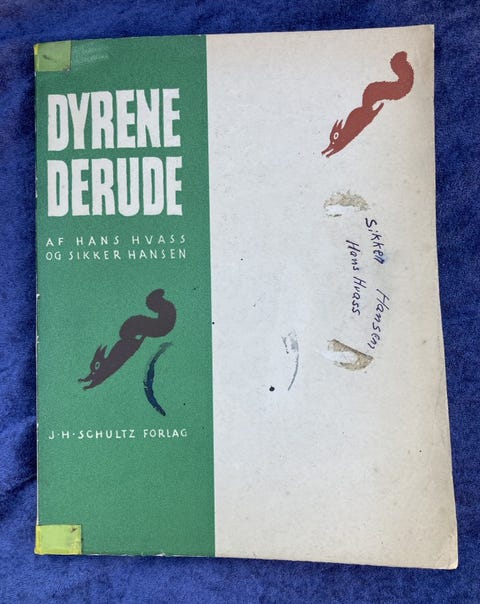 DYRENE
DERUDE
AF HANS HVASS
OG SIKKER HANSEN
J·H·SCHULTZ FORLAG
Sikker Hansen
Hans Hvass